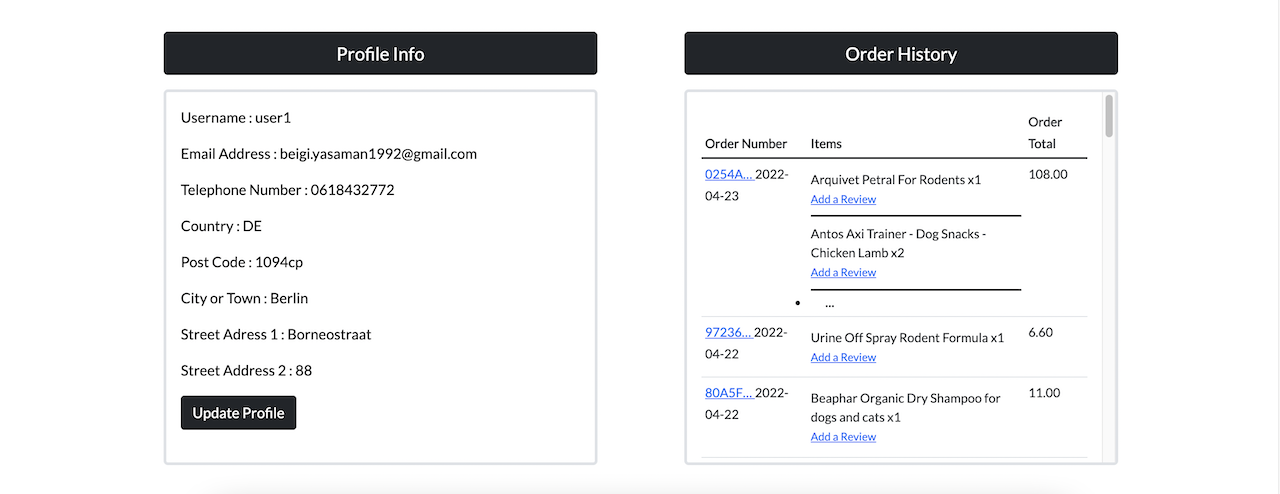 Profile Info
Username : user1
Email Address : beigi.yasaman1992@gmail.com
Telephone Number : 0618432772
Country : DE
Post Code : 1094cp
City or Town : Berlin
Street Adress 1 : Borneostraat
Street Address 2 : 88
Update Profile
Order History
Order Number Items Order Total
0254A... 2022-04-23
Arquivet Petral For Rodents x1
Add a Review
108.00
Antos Axi Trainer - Dog Snacks -
Chicken Lamb x2
Add a Review
• ...
97236... 2022-04-22
Urine Off Spray Rodent Formula x1
Add a Review
6.60
80A5F... 2022-04-22
Beaphar Organic Dry Shampoo for
dogs and cats x1
Add a Review
11.00